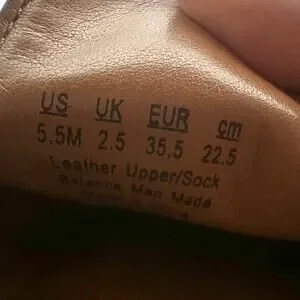 US UK EUR cm
5.5M 2.5 35.5 22.5
Leather Upper/Sock
Balance Man Made